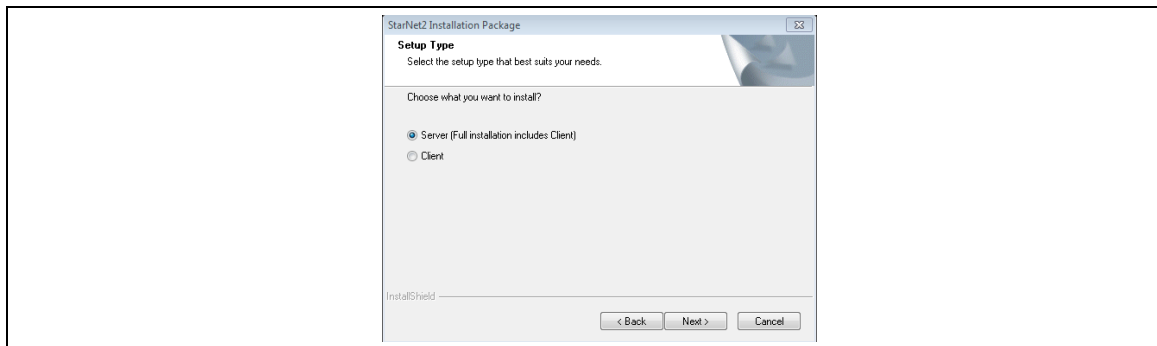 StarNet2 Installation Package
Setup Type
Select the setup type that best suits your needs.
Choose what you want to install?
Server (Full installation includes Client)
Client
InstallShield
< Back Next > Cancel